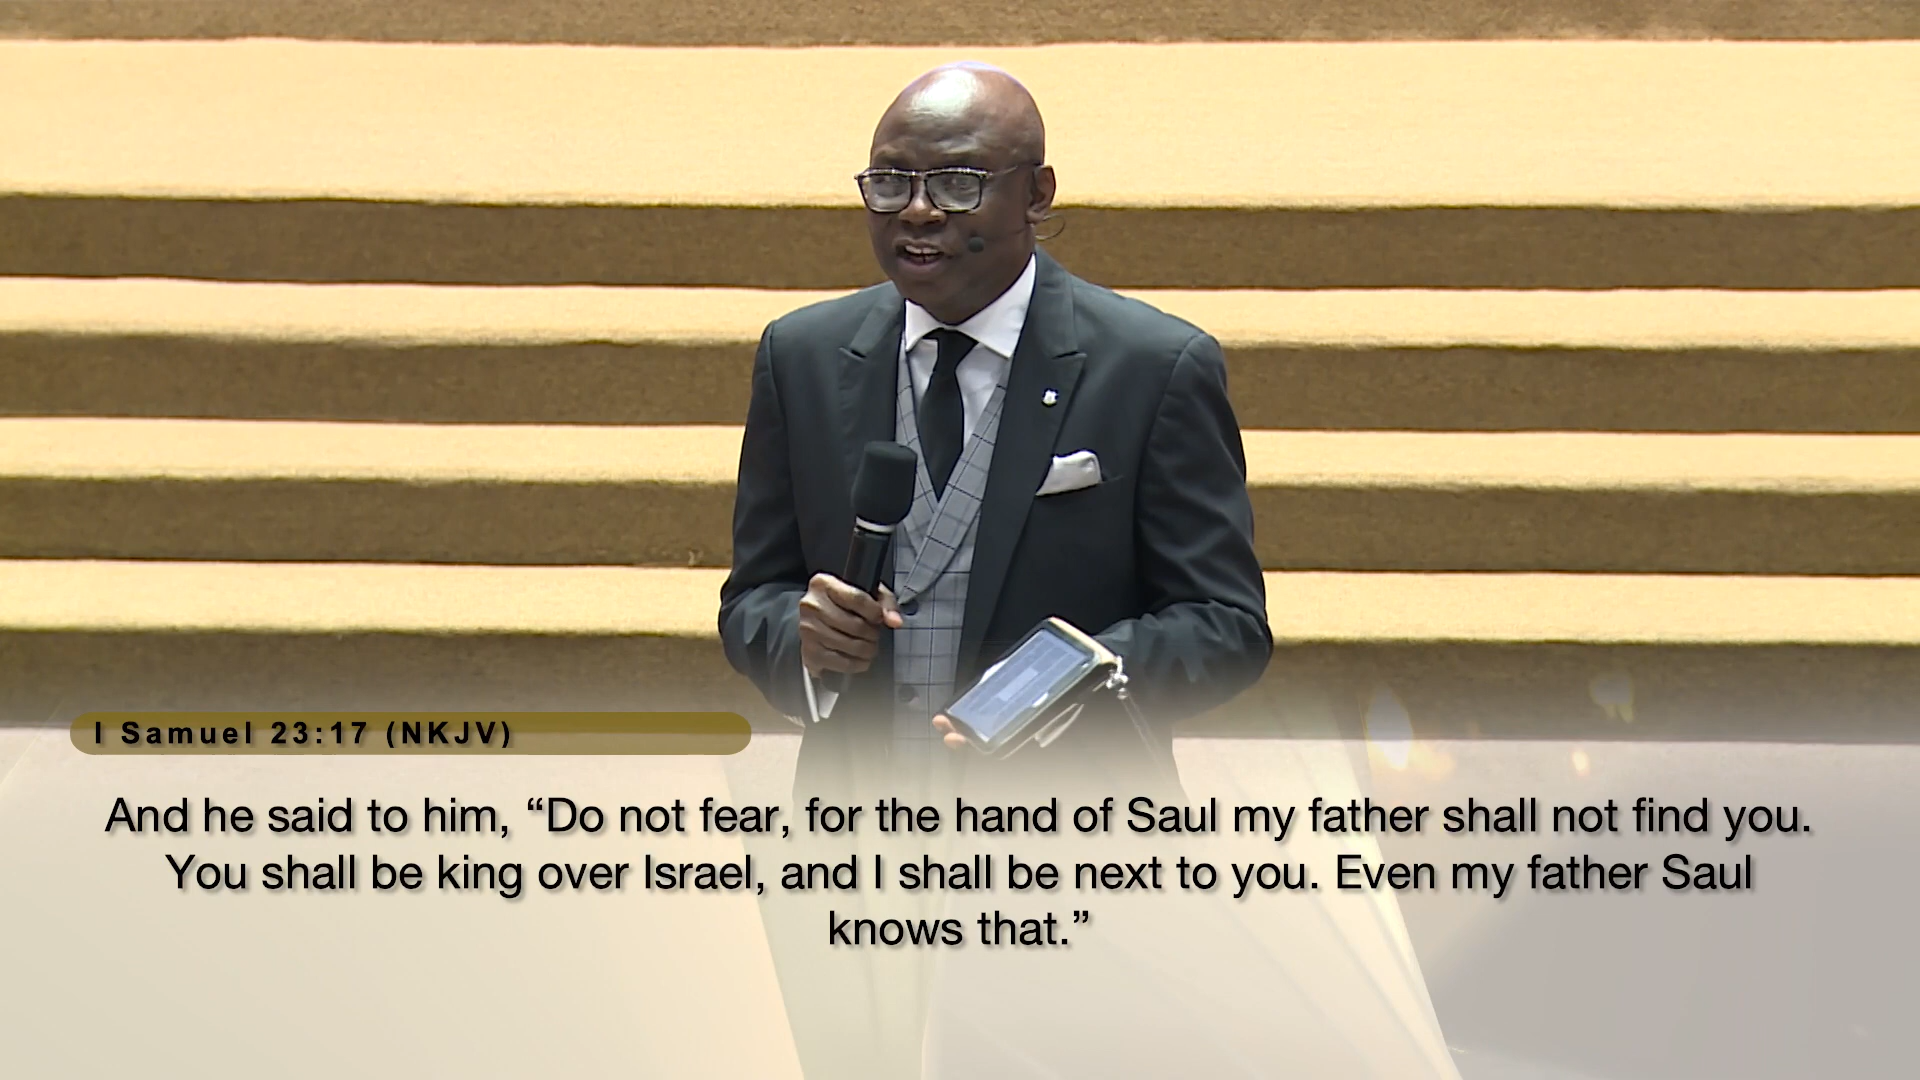 I Samuel 23:17 (NKJV)
And he said to him, “Do not fear, for the hand of Saul my father shall not find you.
You shall be king over Israel, and I shall be next to you. Even my father Saul
knows that.”